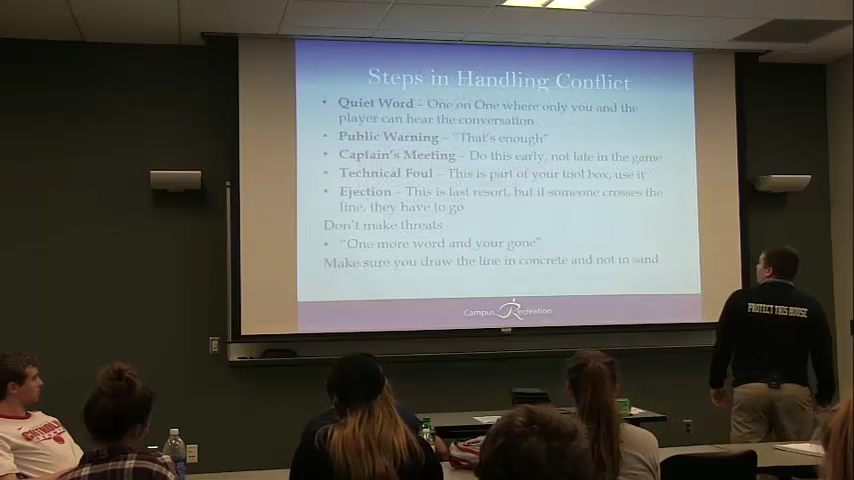 Steps in Handling Conflict
• Quiet Word – One on One where only you and the
player can hear the conversation
• Public Warning – "That's enough"
• Captain's Meeting – Do this early, not late in the game
• Technical Foul – This is part of your tool box, use it
• Ejection – This is last resort, but if someone crosses the
line, they have to go
Don't make threats
• "One more word and your gone"
Make sure you draw the line in concrete and not in sand
Campus Recreation
PROTECT THIS HOUSE